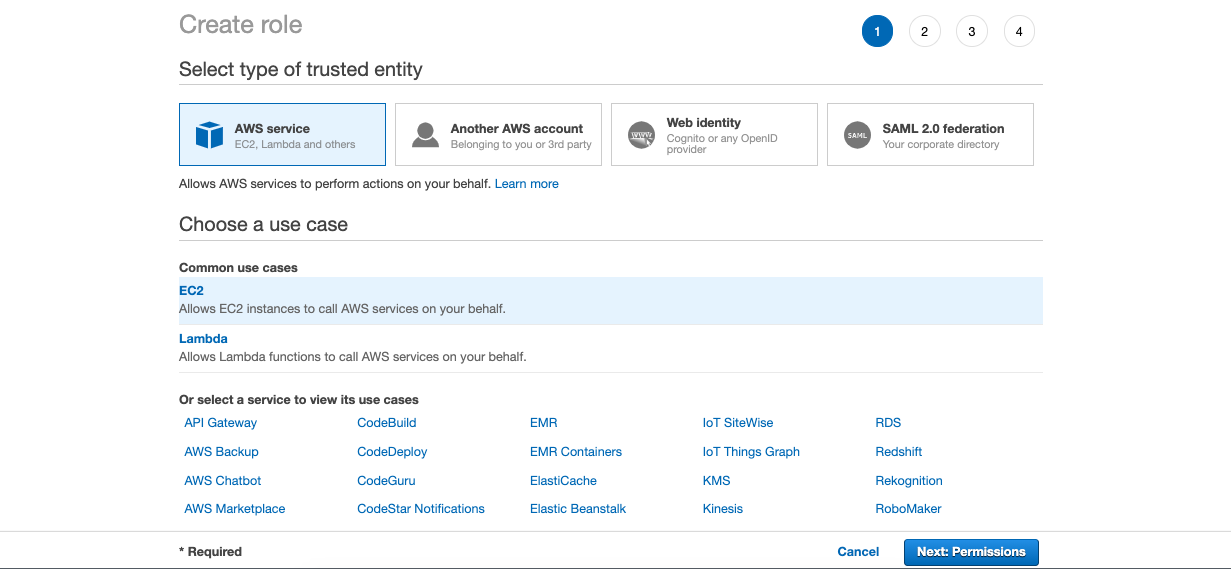 Create role
1 2 3 4
Select type of trusted entity
AWS service
EC2, Lambda and others
Another AWS account
Belonging to you or 3rd party
www
Web identity
Cognito or any OpenID
provider
SAML
SAML 2.0 federation
Your corporate directory
Allows AWS services to perform actions on your behalf. Learn more
Choose a use case
Common use cases
EC2
Allows EC2 instances to call AWS services on your behalf.
Lambda
Allows Lambda functions to call AWS services on your behalf.
Or select a service to view its use cases
API Gateway CodeBuild EMR IoT SiteWise RDS
AWS Backup CodeDeploy EMR Containers IoT Things Graph Redshift
AWS Chatbot CodeGuru ElastiCache KMS Rekognition
AWS Marketplace CodeStar Notifications Elastic Beanstalk Kinesis RoboMaker
* Required Cancel Next: Permissions